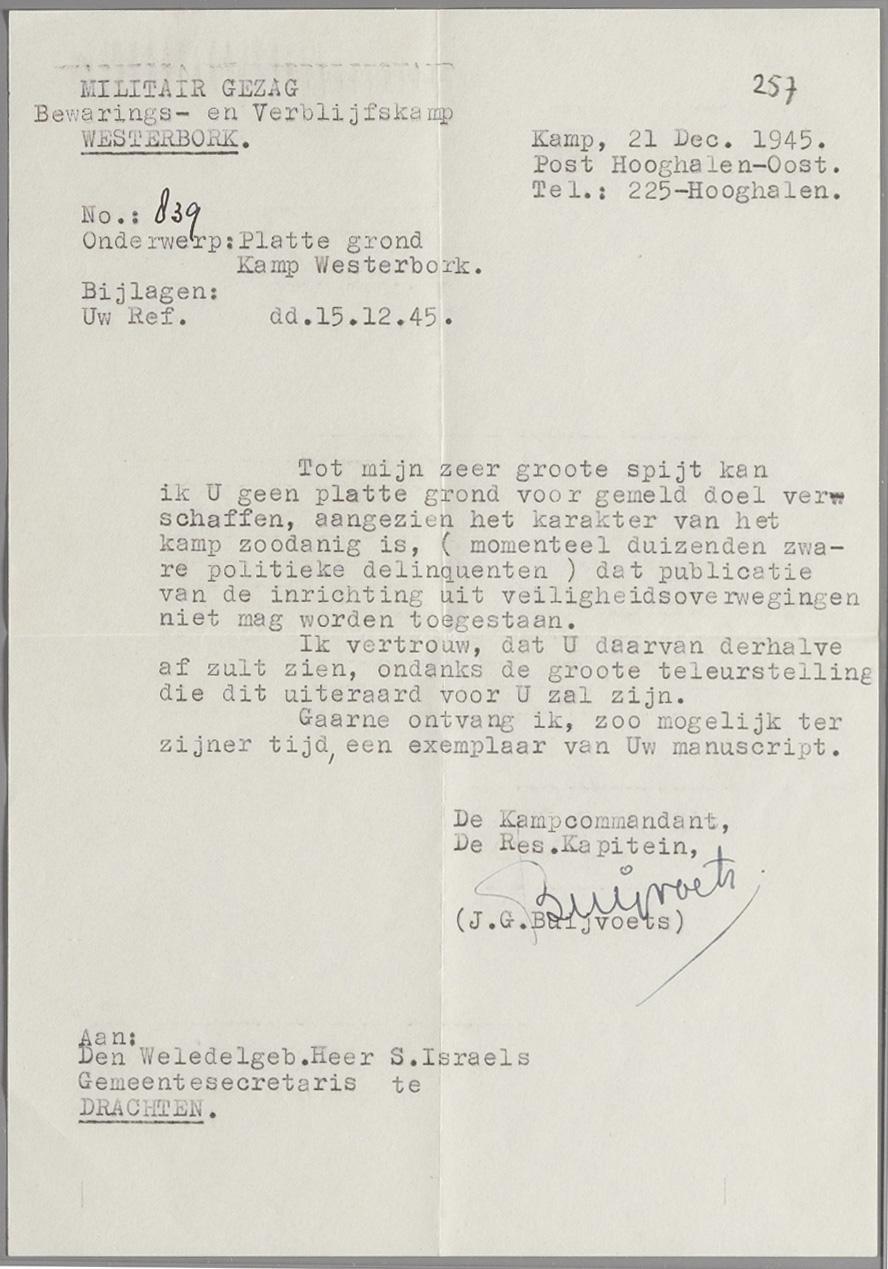 257
MILITAIR GEZAG
Bewarings- en Verblijfskamp
WESTERBORK.
Kamp, 21 Dec. 1945.
Post Hooghalen-Oost.
Tel.: 225-Hooghalen.
No.: 839
Onderwerp:Platte grond
Kamp Westerbork.
Bijlagen:
Uw Ref. dd.15.12.45.
Tot mijn zeer groote spijt kan
ik U geen platte grond voor gemeld doel ver-
schaffen, aangezien het karakter van het
kamp zoodanig is, ( momenteel duizenden zwa-
re politieke delinquenten ) dat publicatie
van de inrichting uit veiligheidsoverwegingen
niet mag worden toegestaan.
Ik vertrouw, dat U daarvan derhalve
af zult zien, ondanks de groote teleurstelling
die dit uiteraard voor U zal zijn.
Gaarne ontvang ik, zoo mogelijk ter
zijner tijd, een exemplaar van Uw manuscript.
De Kampcommandant,
De Res.Kapitein,
Buijvoets
(J.G.Buijvoets)
Aan:
Den Weledelgeb.Heer S.Israels
Gemeentesecretaris te
DRACHTEN.